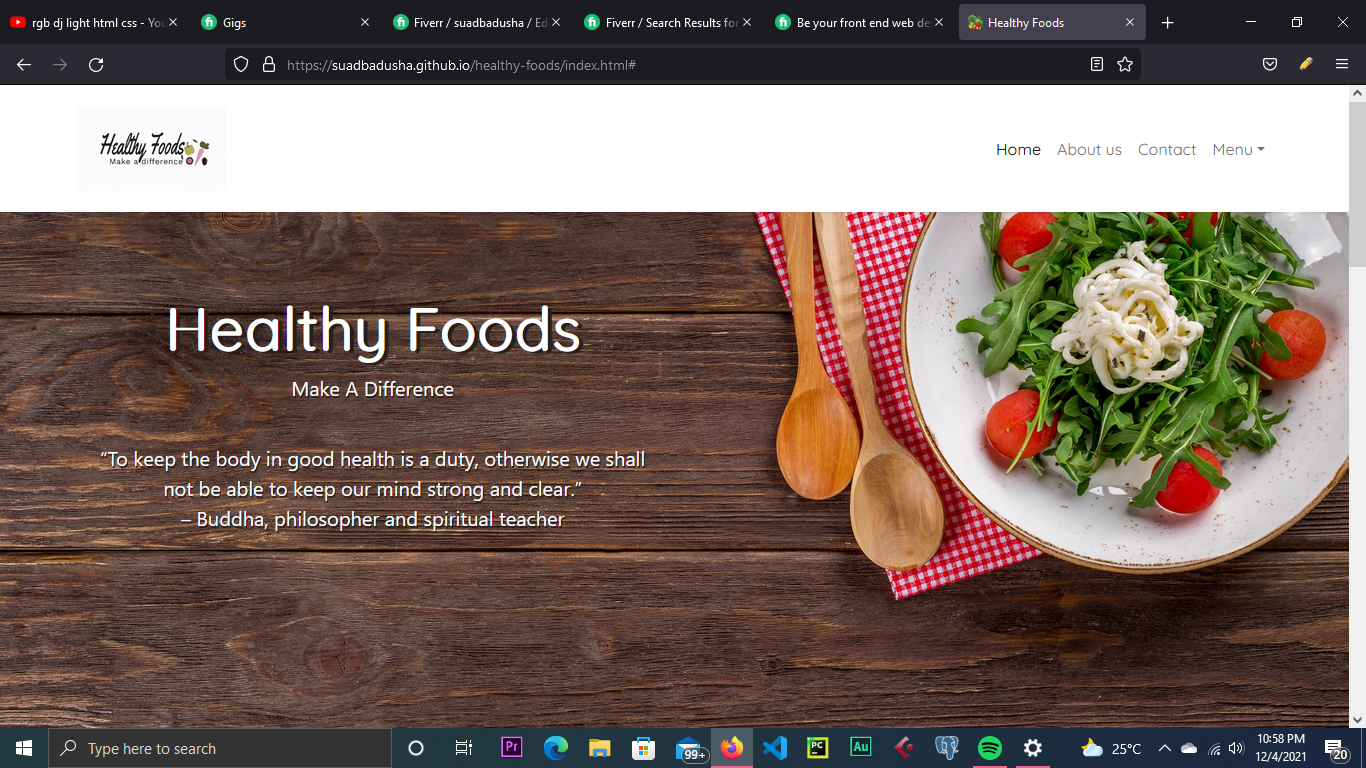 rgb dj light html css - You
Gigs
Fiverr / suadbadusha / Ed
Fiverr / Search Results for
Be your front end web de
Healthy Foods
https://suadbadusha.github.io/healthy-foods/index.html#
Healthy Foods
Make a difference
Home About us Contact Menu
Healthy Foods
Make A Difference
“To keep the body in good health is a duty, otherwise we shall
not be able to keep our mind strong and clear.”
– Buddha, philosopher and spiritual teacher
Type here to search
Pr
99+
PC
Au
25°C
10:58 PM
12/4/2021
20